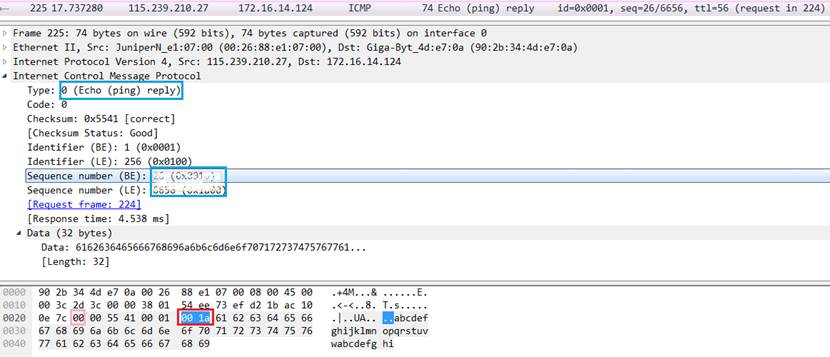 225 17.737280 115.239.210.27 172.16.14.124 ICMP 74 Echo (ping) reply id=0x0001, seq=26/6656, ttl=56 (request in 224)
Frame 225: 74 bytes on wire (592 bits), 74 bytes captured (592 bits) on interface 0
Ethernet II, Src: JuniperN_e1:07:00 (00:26:88:e1:07:00), Dst: Giga-Byt_4d:e7:0a (90:2b:34:4d:e7:0a)
Internet Protocol Version 4, Src: 115.239.210.27, Dst: 172.16.14.124
Internet Control Message Protocol
Type: 0 (Echo (ping) reply)
Code: 0
Checksum: 0x5541 [correct]
[Checksum Status: Good]
Identifier (BE): 1 (0x0001)
Identifier (LE): 256 (0x0100)
Sequence number (BE): 26 (0x001a)
Sequence number (LE): 6656 (0x1a00)
[Request frame: 224]
[Response time: 4.538 ms]
Data (32 bytes)
Data: 6162636465666768696a6b6c6d6e6f707172737475767761...
[Length: 32]
0000 90 2b 34 4d e7 0a 00 26 88 e1 07 00 08 00 45 00 .+4M...& ......E.
0010 00 3c 2d 3c 00 00 38 01 54 ee 73 ef d2 1b ac 10 .<-<..8. T.s.....
0020 0e 7c 00 00 55 41 00 01 00 1a 61 62 63 64 65 66 .|..UA.. ..abcdef
0030 67 68 69 6a 6b 6c 6d 6e 6f 70 71 72 73 74 75 76 ghijklmn opqrstuv
0040 77 61 62 63 64 65 66 67 68 69 wabcdefg hi